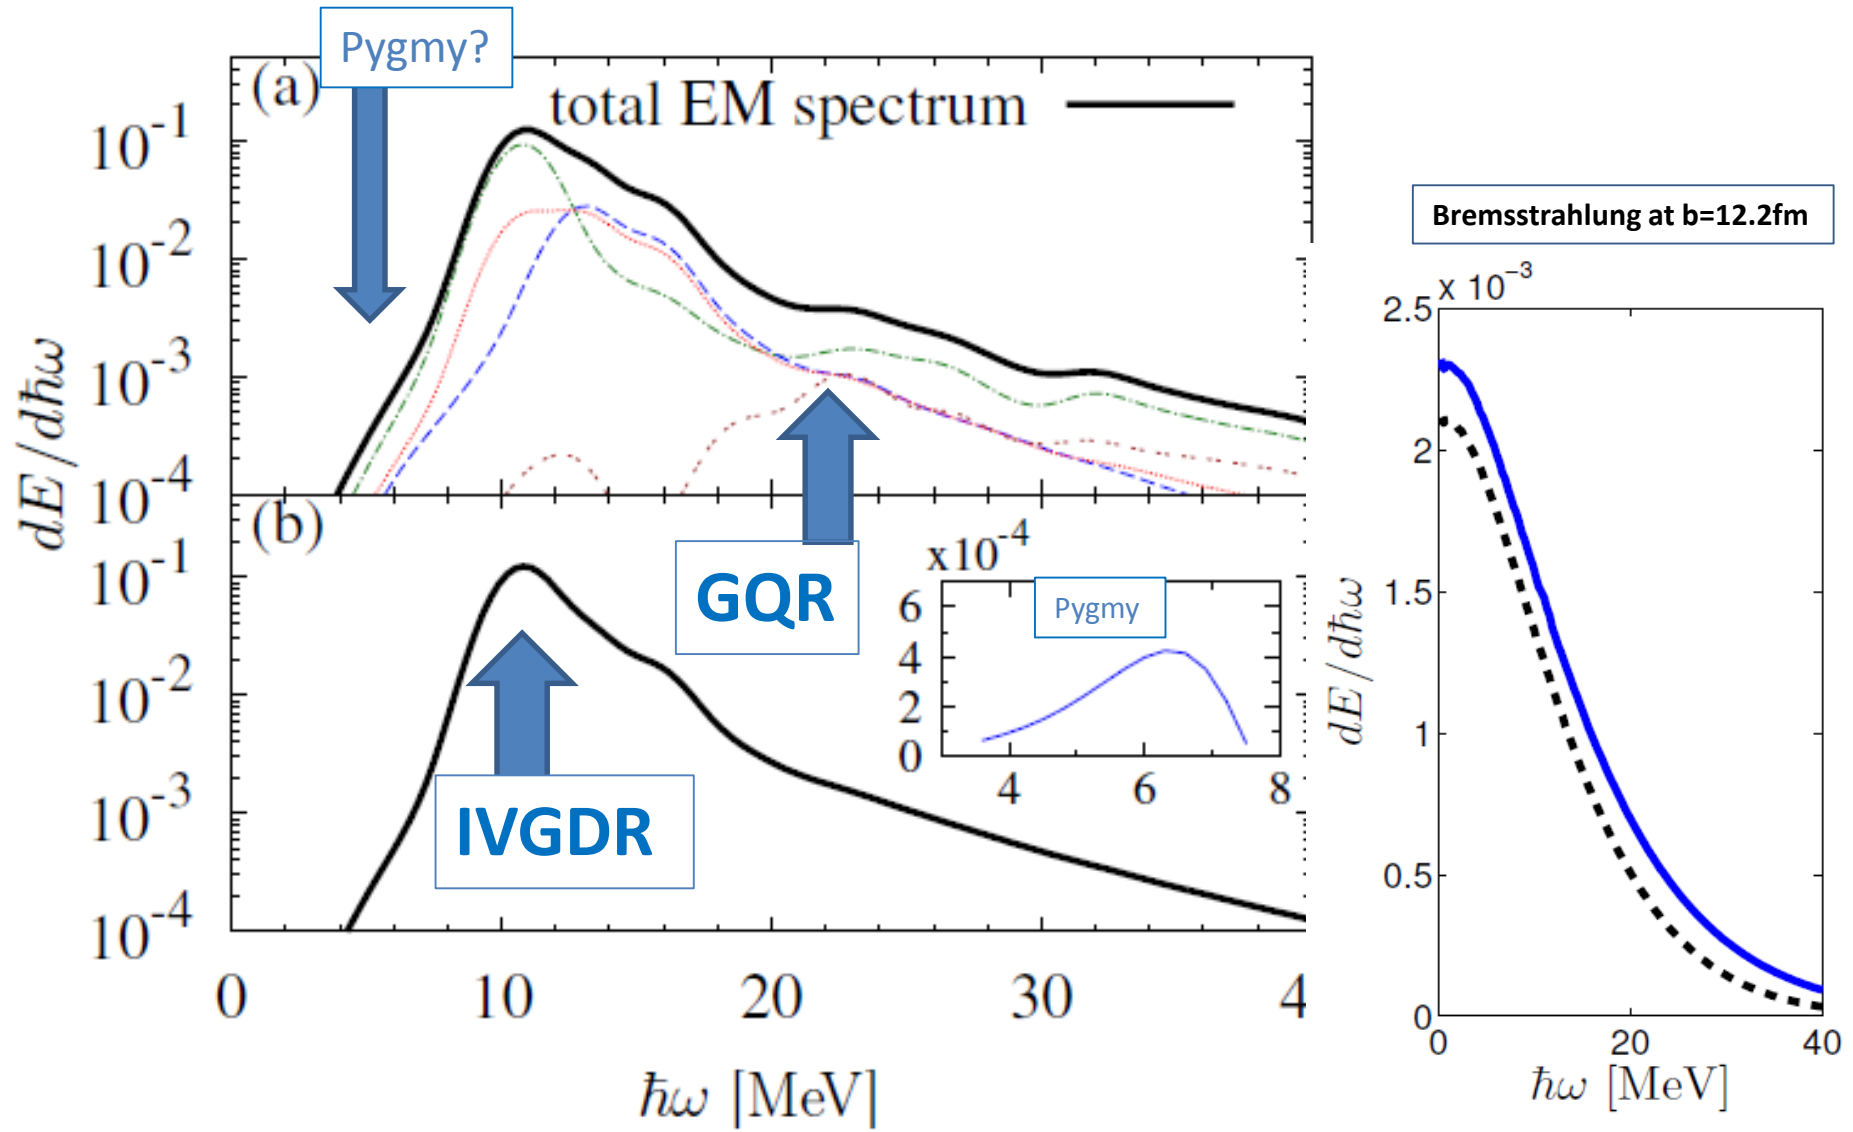 Pygmy?
(a)
total EM spectrum
10⁻¹
10⁻²
10⁻³
10⁻⁴
dE/dħω
(b)
10⁻¹
10⁻²
10⁻³
10⁻⁴
GQR
IVGDR
x10⁻⁴
Pygmy
6
4
2
0
4 6 8
0 10 20 30 4
ħω [MeV]
Bremsstrahlung at b=12.2fm
x 10⁻³
2.5
2
1.5
1
0.5
0
dE/dħω
0 20 40
ħω [MeV]